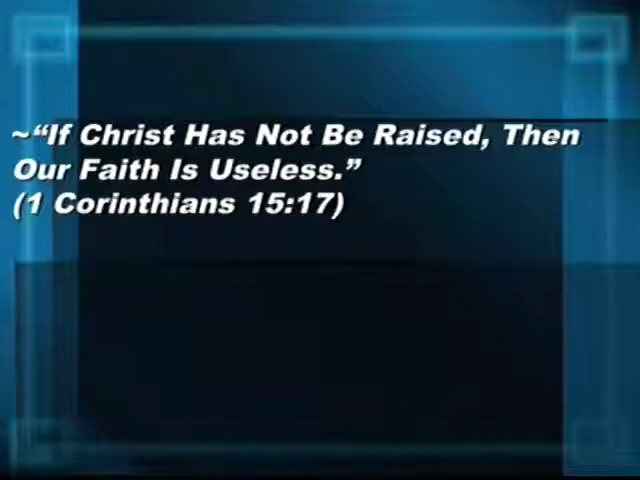 ~“If Christ Has Not Be Raised, Then
Our Faith Is Useless.”
(1 Corinthians 15:17)